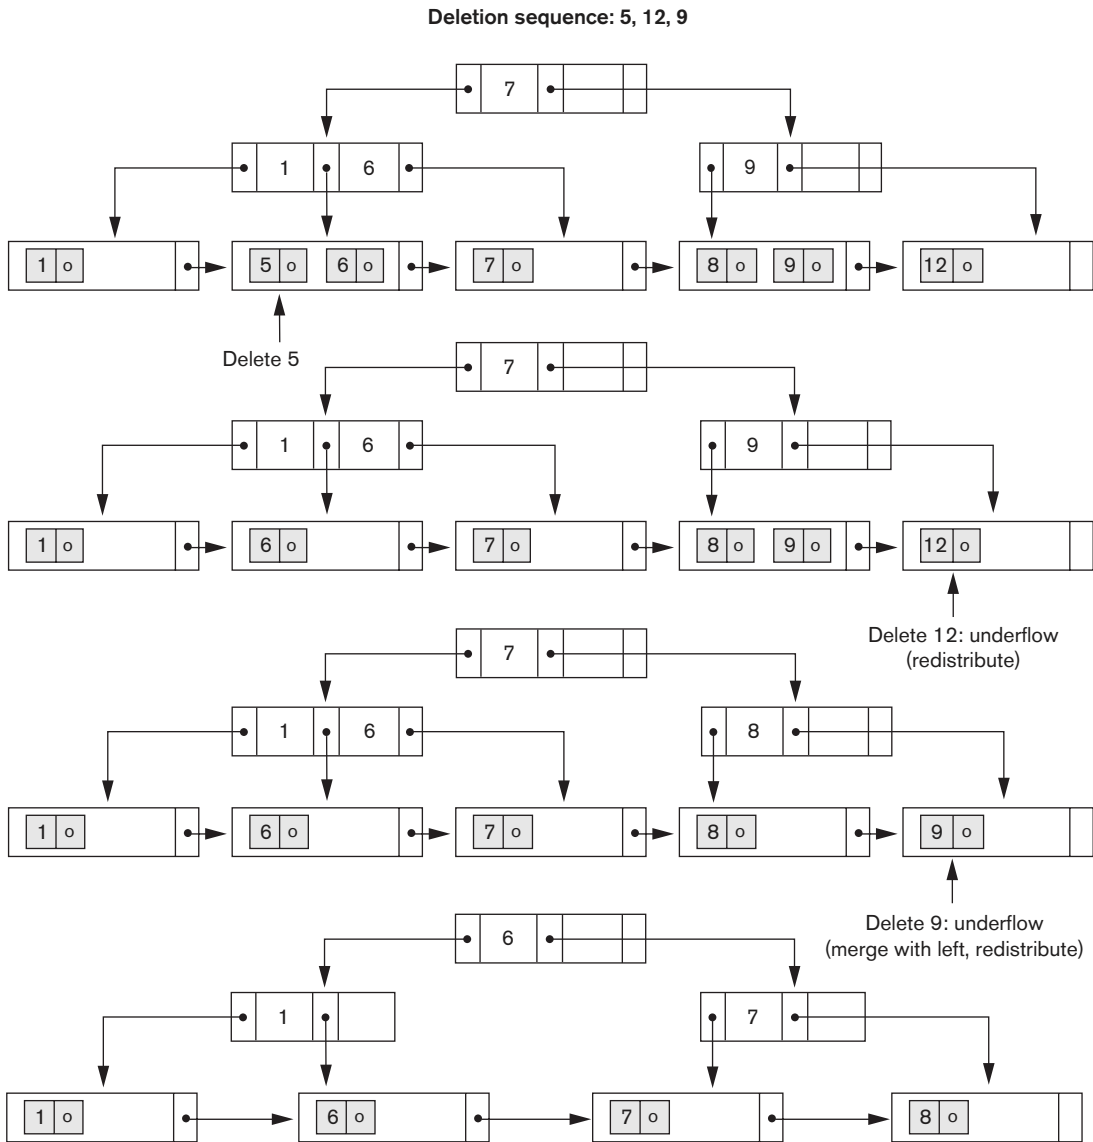 Deletion sequence: 5, 12, 9
7
1 6 9
1 o 5 o 6 o 7 o 8 o 9 o 12 o
Delete 5
7
1 6 9
1 o 6 o 7 o 8 o 9 o 12 o
Delete 12: underflow
(redistribute)
7
1 6 8
1 o 6 o 7 o 8 o 9 o
Delete 9: underflow
(merge with left, redistribute)
6
1 7
1 o 6 o 7 o 8 o